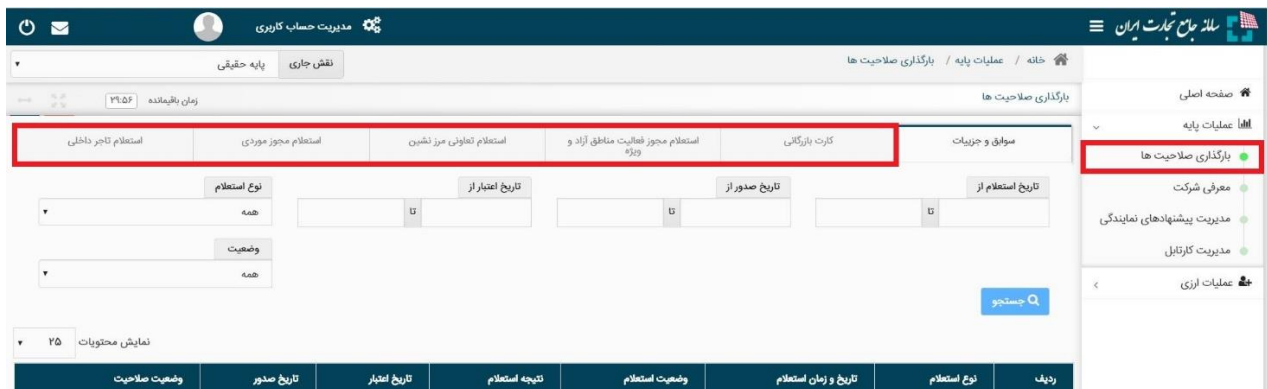 سامانه جامع تجارت ایران
مدیریت حساب کاربری
خانه / عملیات پایه / بارگذاری صلاحیت ها
نقش جاری پایه حقیقی
صفحه اصلی
عملیات پایه
بارگذاری صلاحیت ها
معرفی شرکت
مدیریت پیشنهادهای نمایندگی
مدیریت کارتابل
عملیات ارزی
بارگذاری صلاحیت ها
زمان باقیمانده ۲۹:۵۶
سوابق و جزییات
کارت بازرگانی
استعلام مجوز فعالیت مناطق آزاد و
ویژه
استعلام تعاونی مرز نشین
استعلام مجوز موردی
استعلام تاجر داخلی
تاریخ استعلام از تا
تاریخ صدور از تا
تاریخ اعتبار از تا
نوع استعلام
همه
وضعیت
همه
جستجو
نمایش محتویات ۲۵
ردیف نوع استعلام تاریخ و زمان استعلام وضعیت استعلام نتیجه استعلام تاریخ اعتبار تاریخ صدور وضعیت صلاحیت